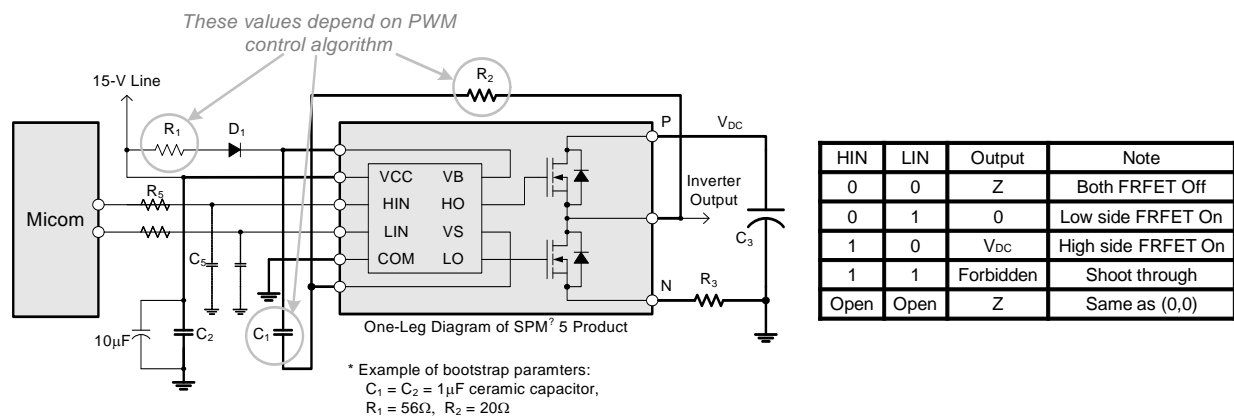 These values depend on PWM
control algorithm
15-V Line
R1
D1
R2
P
VDC
Micom
R5
VCC
VB
HIN
HO
LIN
VS
COM
LO
Inverter
Output
C3
C5
N
R3
10μF
C2
C1
One-Leg Diagram of SPM? 5 Product
* Example of bootstrap paramters:
C1 = C2 = 1μF ceramic capacitor,
R1 = 56Ω, R2 = 20Ω
HIN LIN Output Note
0 0 Z Both FRFET Off
0 1 0 Low side FRFET On
1 0 VDC High side FRFET On
1 1 Forbidden Shoot through
Open Open Z Same as (0,0)